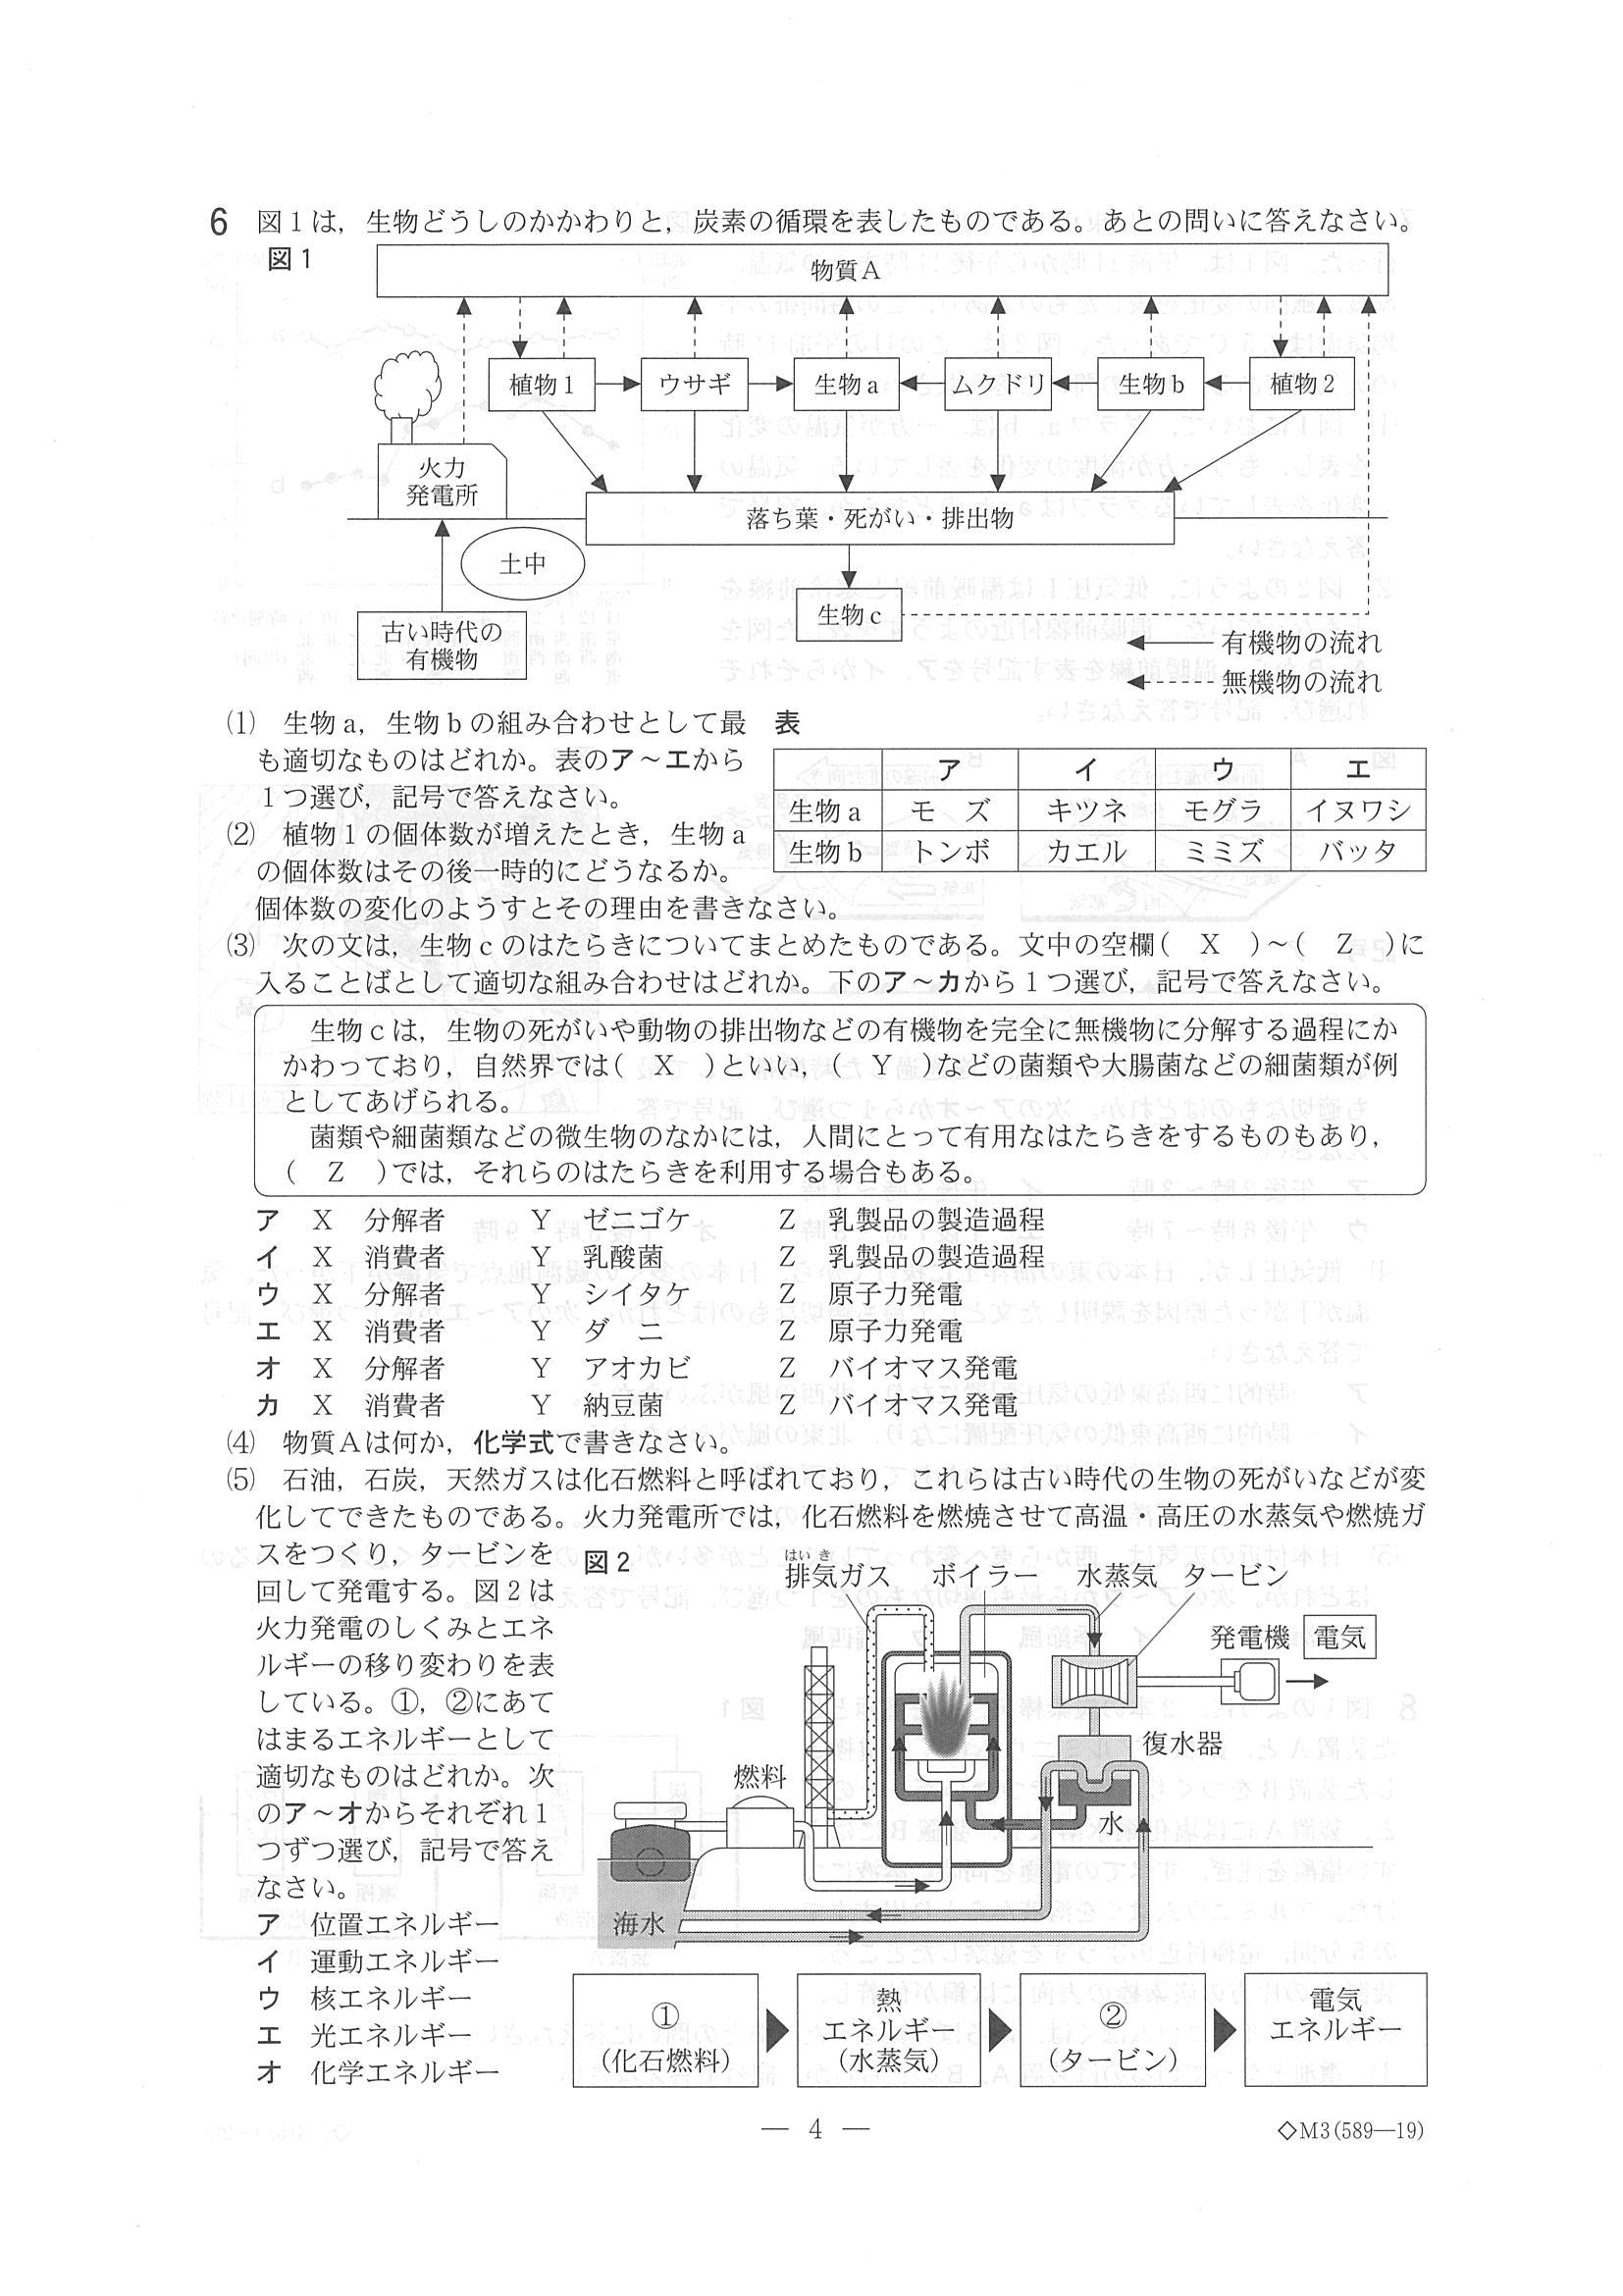 6 図1は，生物どうしのかかわりと，炭素の循環を表したものである。あとの問いに答えなさい。
図1
物質A
植物1
ウサギ
生物a
ムクドリ
生物b
植物2
火力
発電所
落ち葉・死がい・排出物
土中
生物c
古い時代の
有機物
有機物の流れ
無機物の流れ
(1) 生物a，生物bの組み合わせとして最
も適切なものはどれか。表のア～エから
1つ選び，記号で答えなさい。
表
ア イ ウ エ
生物a モズ キツネ モグラ イヌワシ
生物b トンボ カエル ミミズ バッタ
(2) 植物1の個体数が増えたとき，生物a
の個体数はその後一時的にどうなるか。
個体数の変化のようすとその理由を書きなさい。
(3) 次の文は，生物cのはたらきについてまとめたものである。文中の空欄( X )～( Z )に
入ることばとして適切な組み合わせはどれか。下のア～カから1つ選び，記号で答えなさい。
生物cは，生物の死がいや動物の排出物などの有機物を完全に無機物に分解する過程にか
かわっており，自然界では( X )といい，( Y )などの菌類や大腸菌などの細菌類が例
としてあげられる。
菌類や細菌類などの微生物のなかには，人間にとって有用なはたらきをするものもあり，
( Z )では，それらのはたらきを利用する場合もある。
ア X 分解者 Y ゼニゴケ Z 乳製品の製造過程
イ X 消費者 Y 乳酸菌 Z 乳製品の製造過程
ウ X 分解者 Y シイタケ Z 原子力発電
エ X 消費者 Y ダニ Z 原子力発電
オ X 分解者 Y アオカビ Z バイオマス発電
カ X 消費者 Y 納豆菌 Z バイオマス発電
(4) 物質Aは何か，化学式で書きなさい。
(5) 石油，石炭，天然ガスは化石燃料と呼ばれており，これらは古い時代の生物の死がいなどが変
化してできたものである。火力発電所では，化石燃料を燃焼させて高温・高圧の水蒸気や燃焼ガ
スをつくり，タービンを
回して発電する。図2は
火力発電のしくみとエネ
ルギーの移り変わりを表
している。①，②にあて
はまるエネルギーとして
適切なものはどれか。次
のア～オからそれぞれ1
つずつ選び，記号で答え
なさい。
ア 位置エネルギー
イ 運動エネルギー
ウ 核エネルギー
エ 光エネルギー
オ 化学エネルギー
図2
はいき
排気ガス
ボイラー
水蒸気
タービン
発電機
電気
復水器
燃料
水
海水
①
(化石燃料)
熱
エネルギー
(水蒸気)
②
(タービン)
電気
エネルギー
― 4 ―
◇M3(589―19)